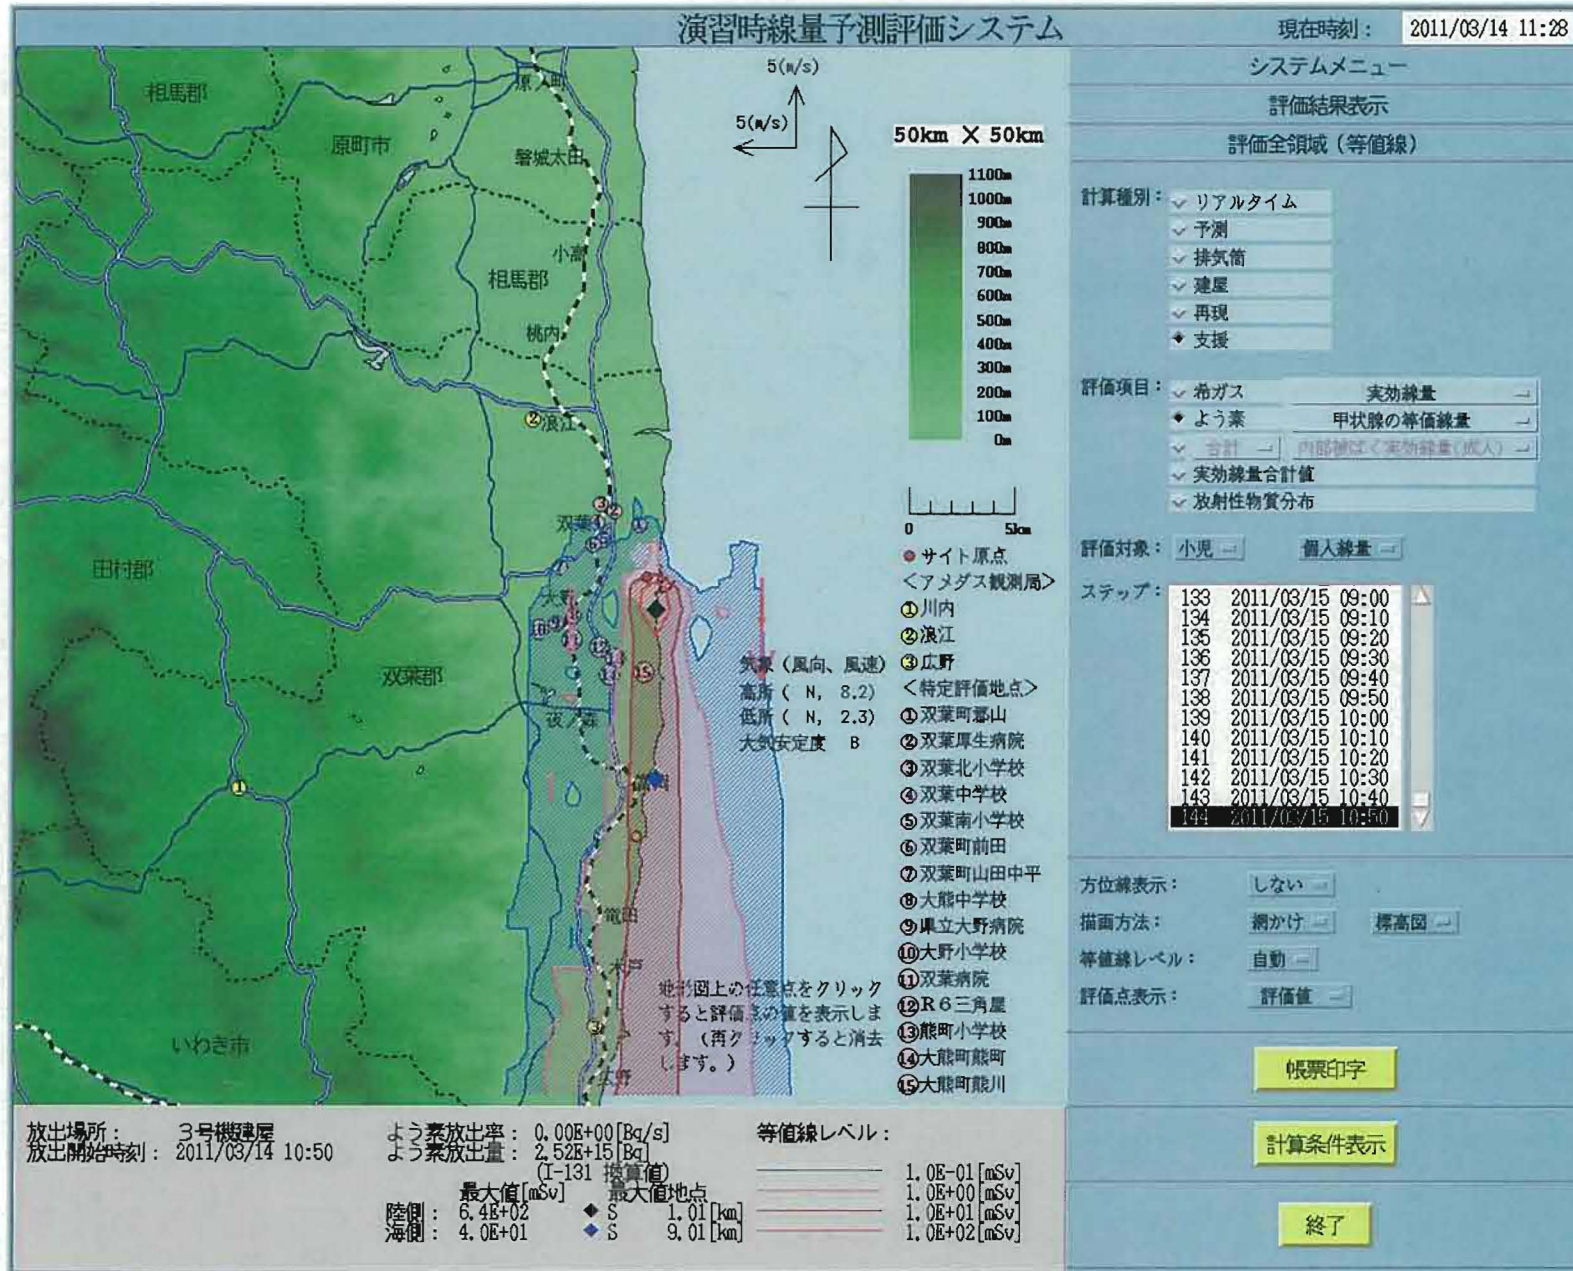 演習時線量予測評価システム
現在時刻： 2011/03/14 11:28
システムメニュー
評価結果表示
評価全領域（等値線）
計算種別：
リアルタイム
予測
排気筒
建屋
再現
支援
評価項目：
希ガス 実効線量
よう素 甲状腺の等価線量
合計 内部被ばく実効線量(成人)
実効線量合計値
放射性物質分布
評価対象： 小児 個人線量
ステップ：
133 2011/03/15 09:00
134 2011/03/15 09:10
135 2011/03/15 09:20
136 2011/03/15 09:30
137 2011/03/15 09:40
138 2011/03/15 09:50
139 2011/03/15 10:00
140 2011/03/15 10:10
141 2011/03/15 10:20
142 2011/03/15 10:30
143 2011/03/15 10:40
144 2011/03/15 10:50
方位線表示： しない
描画方法： 網かけ 標高図
等値線レベル： 自動
評価点表示： 評価値
帳票印字
計算条件表示
終了
5(m/s)
5(m/s)
50km × 50km
1100m
1000m
900m
800m
700m
600m
500m
400m
300m
200m
100m
0m
0 5km
サイト原点
＜アメダス観測局＞
①川内
②浪江
③広野
＜特定評価地点＞
①双葉町郡山
②双葉厚生病院
③双葉北小学校
④双葉中学校
⑤双葉南小学校
⑥双葉町前田
⑦双葉町山田中平
⑧大熊中学校
⑨県立大野病院
⑩大野小学校
⑪双葉病院
⑫R6三角屋
⑬熊町小学校
⑭大熊町熊町
⑮大熊町熊川
気象（風向、風速）
高所（ N, 8.2）
低所（ N, 2.3）
大気安定度 B
地形図上の任意点をクリック
すると評価点の値を表示しま
す。（再クリックすると消去
します。）
相馬郡
原ノ町
原町市
磐城太田
小高
相馬郡
桃内
②浪江
③
②
双葉
①
⑥
田村郡
大野
⑩
⑨
⑪
⑫
⑮
双葉郡
夜ノ森
①
富岡
竜田
木戸
③
いわき市
広野
放出場所： 3号機建屋
放出開始時刻： 2011/03/14 10:50
よう素放出率： 0.00E+00[Bq/s]
よう素放出量： 2.52E+15[Bq]
(I-131 換算値)
最大値[mSv] 最大値地点
陸側： 6.4E+02 ◆ S 1.01[km]
海側： 4.0E+01 ◆ S 9.01[km]
等値線レベル：
1.0E-01[mSv]
1.0E+00[mSv]
1.0E+01[mSv]
1.0E+02[mSv]